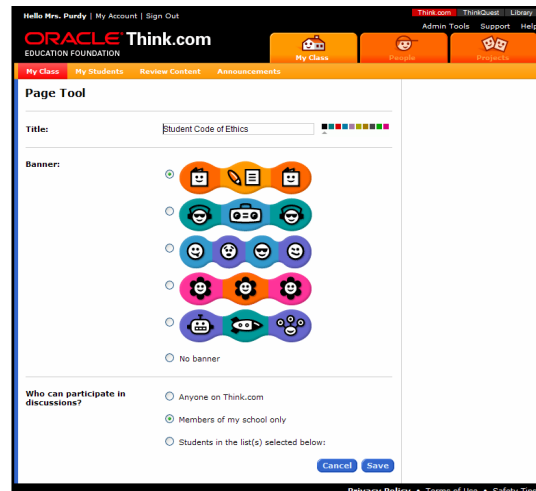 Hello Mrs. Purdy | My Account | Sign Out
Think.com ThinkQuest Library
Admin Tools Support Help
ORACLE Think.com
EDUCATION FOUNDATION
My Class People Projects
My Class My Students Review Content Announcements
Page Tool
Title: Student Code of Ethics
Banner:
No banner
Who can participate in
discussions?
Anyone on Think.com
Members of my school only
Students in the list(s) selected below:
Cancel Save
Privacy Policy • Terms of Use • Safety Tips